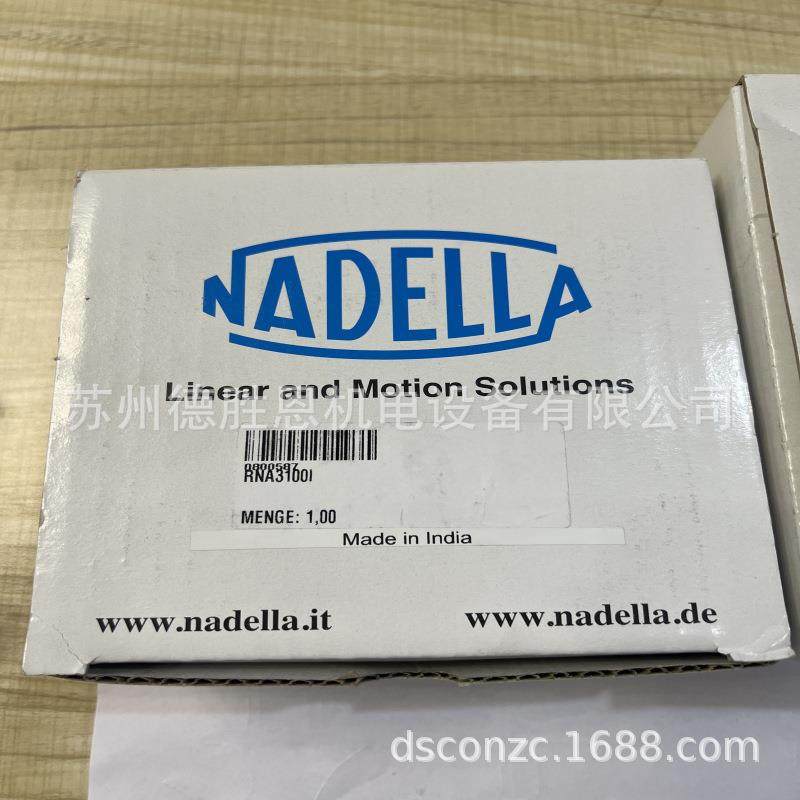 NADELLA
Linear and Motion Solutions
苏州德胜恩机电设备有限公司
0800587
RNA3100I
MENGE: 1,00
Made in India
www.nadella.it www.nadella.de
dsconzc.1688.com